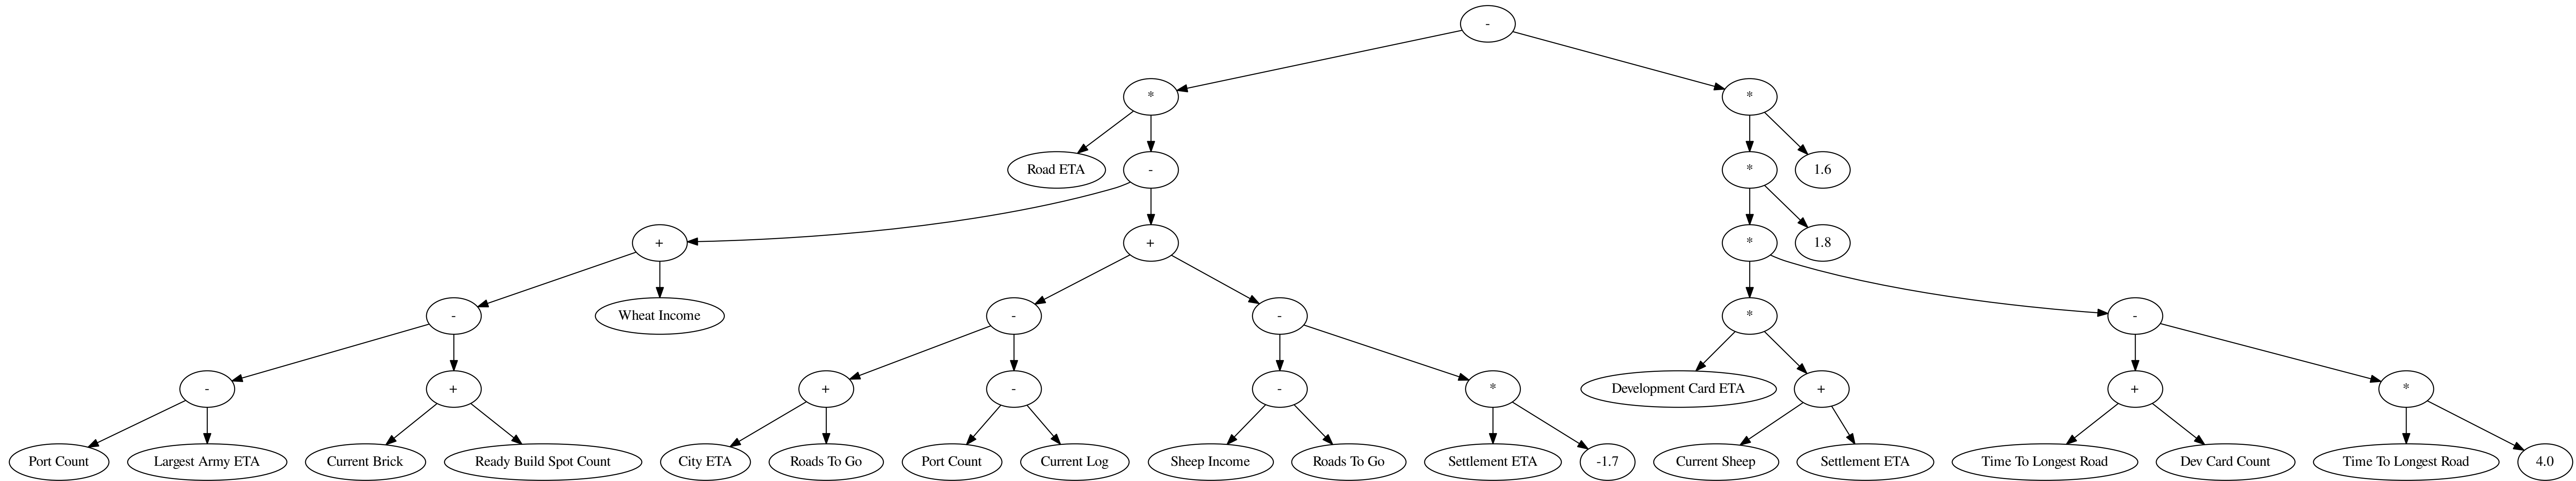 -
* *
Road ETA - * 1.6
+ + * 1.8
- Wheat Income - - * -
- + + - - * Development Card ETA + + *
Port Count Largest Army ETA Current Brick Ready Build Spot Count City ETA Roads To Go Port Count Current Log Sheep Income Roads To Go Settlement ETA -1.7 Current Sheep Settlement ETA Time To Longest Road Dev Card Count Time To Longest Road 4.0